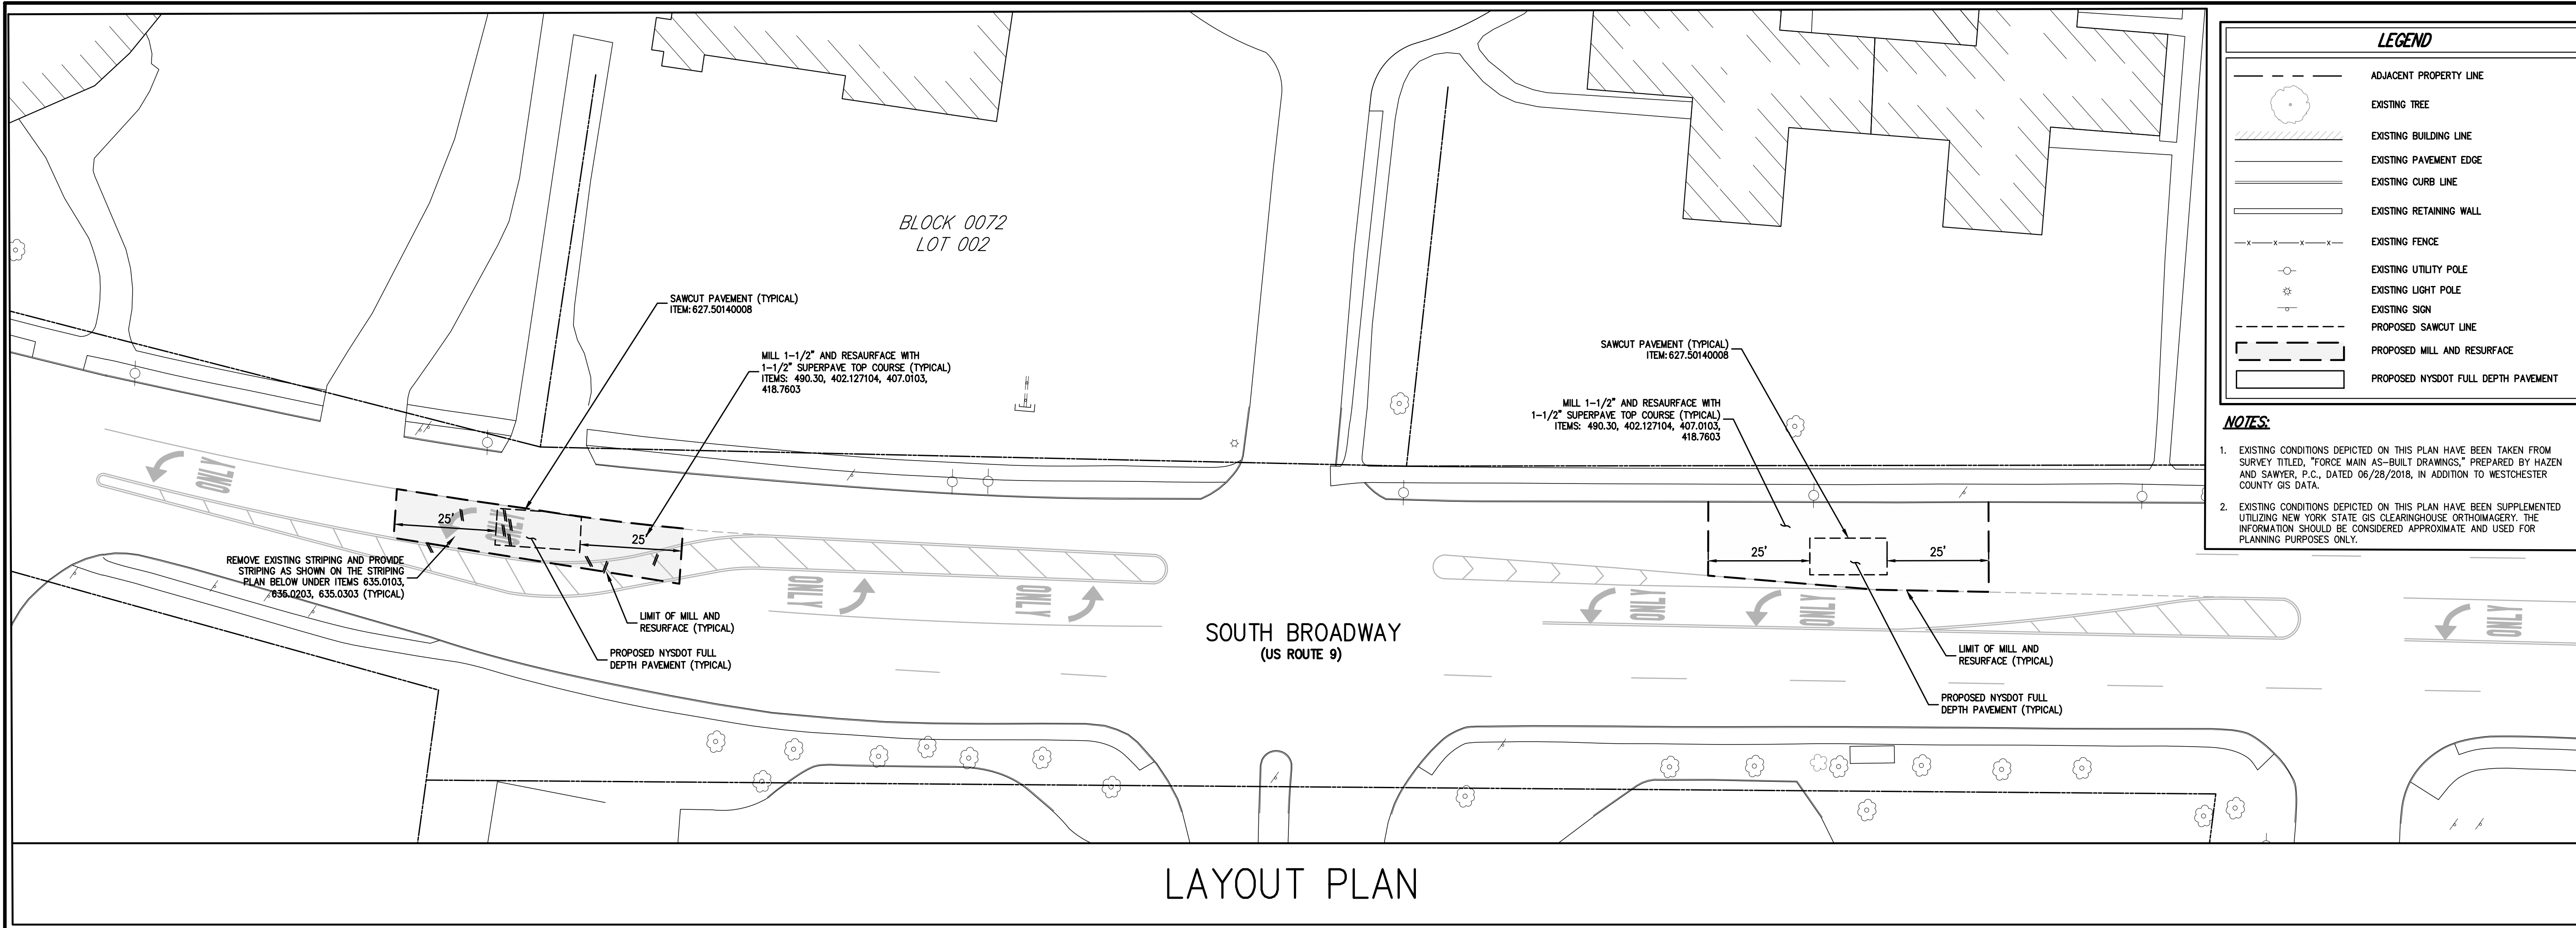 BLOCK 0072
LOT 002
SAWCUT PAVEMENT (TYPICAL)
ITEM: 627.50140008
MILL 1-1/2" AND RESAURFACE WITH
1-1/2" SUPERPAVE TOP COURSE (TYPICAL)
ITEMS: 490.30, 402.127104, 407.0103,
418.7603
ONLY
25'
ONLY
25'
REMOVE EXISTING STRIPING AND PROVIDE
STRIPING AS SHOWN ON THE STRIPING
PLAN BELOW UNDER ITEMS 635.0103,
635.0203, 635.0303 (TYPICAL)
LIMIT OF MILL AND
RESURFACE (TYPICAL)
PROPOSED NYSDOT FULL
DEPTH PAVEMENT (TYPICAL)
ONLY
ONLY
SOUTH BROADWAY
(US ROUTE 9)
SAWCUT PAVEMENT (TYPICAL)
ITEM: 627.50140008
MILL 1-1/2" AND RESAURFACE WITH
1-1/2" SUPERPAVE TOP COURSE (TYPICAL)
ITEMS: 490.30, 402.127104, 407.0103,
418.7603
25'
25'
ONLY
ONLY
ONLY
LIMIT OF MILL AND
RESURFACE (TYPICAL)
PROPOSED NYSDOT FULL
DEPTH PAVEMENT (TYPICAL)
LEGEND
ADJACENT PROPERTY LINE
EXISTING TREE
EXISTING BUILDING LINE
EXISTING PAVEMENT EDGE
EXISTING CURB LINE
EXISTING RETAINING WALL
EXISTING FENCE
EXISTING UTILITY POLE
EXISTING LIGHT POLE
EXISTING SIGN
PROPOSED SAWCUT LINE
PROPOSED MILL AND RESURFACE
PROPOSED NYSDOT FULL DEPTH PAVEMENT
NOTES:
1. EXISTING CONDITIONS DEPICTED ON THIS PLAN HAVE BEEN TAKEN FROM
SURVEY TITLED, "FORCE MAIN AS-BUILT DRAWINGS," PREPARED BY HAZEN
AND SAWYER, P.C., DATED 06/28/2018, IN ADDITION TO WESTCHESTER
COUNTY GIS DATA.
2. EXISTING CONDITIONS DEPICTED ON THIS PLAN HAVE BEEN SUPPLEMENTED
UTILIZING NEW YORK STATE GIS CLEARINGHOUSE ORTHOIMAGERY. THE
INFORMATION SHOULD BE CONSIDERED APPROXIMATE AND USED FOR
PLANNING PURPOSES ONLY.
LAYOUT PLAN